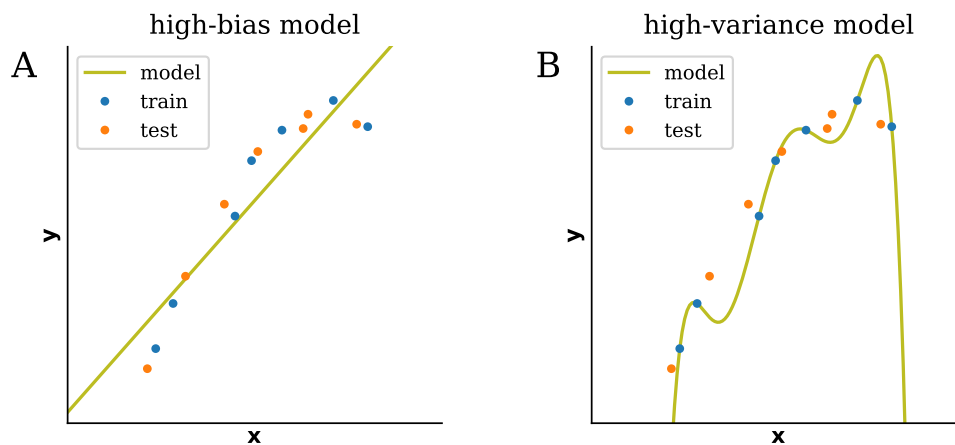 high-bias model
A
model
train
test
y
x
high-variance model
B
model
train
test
y
x